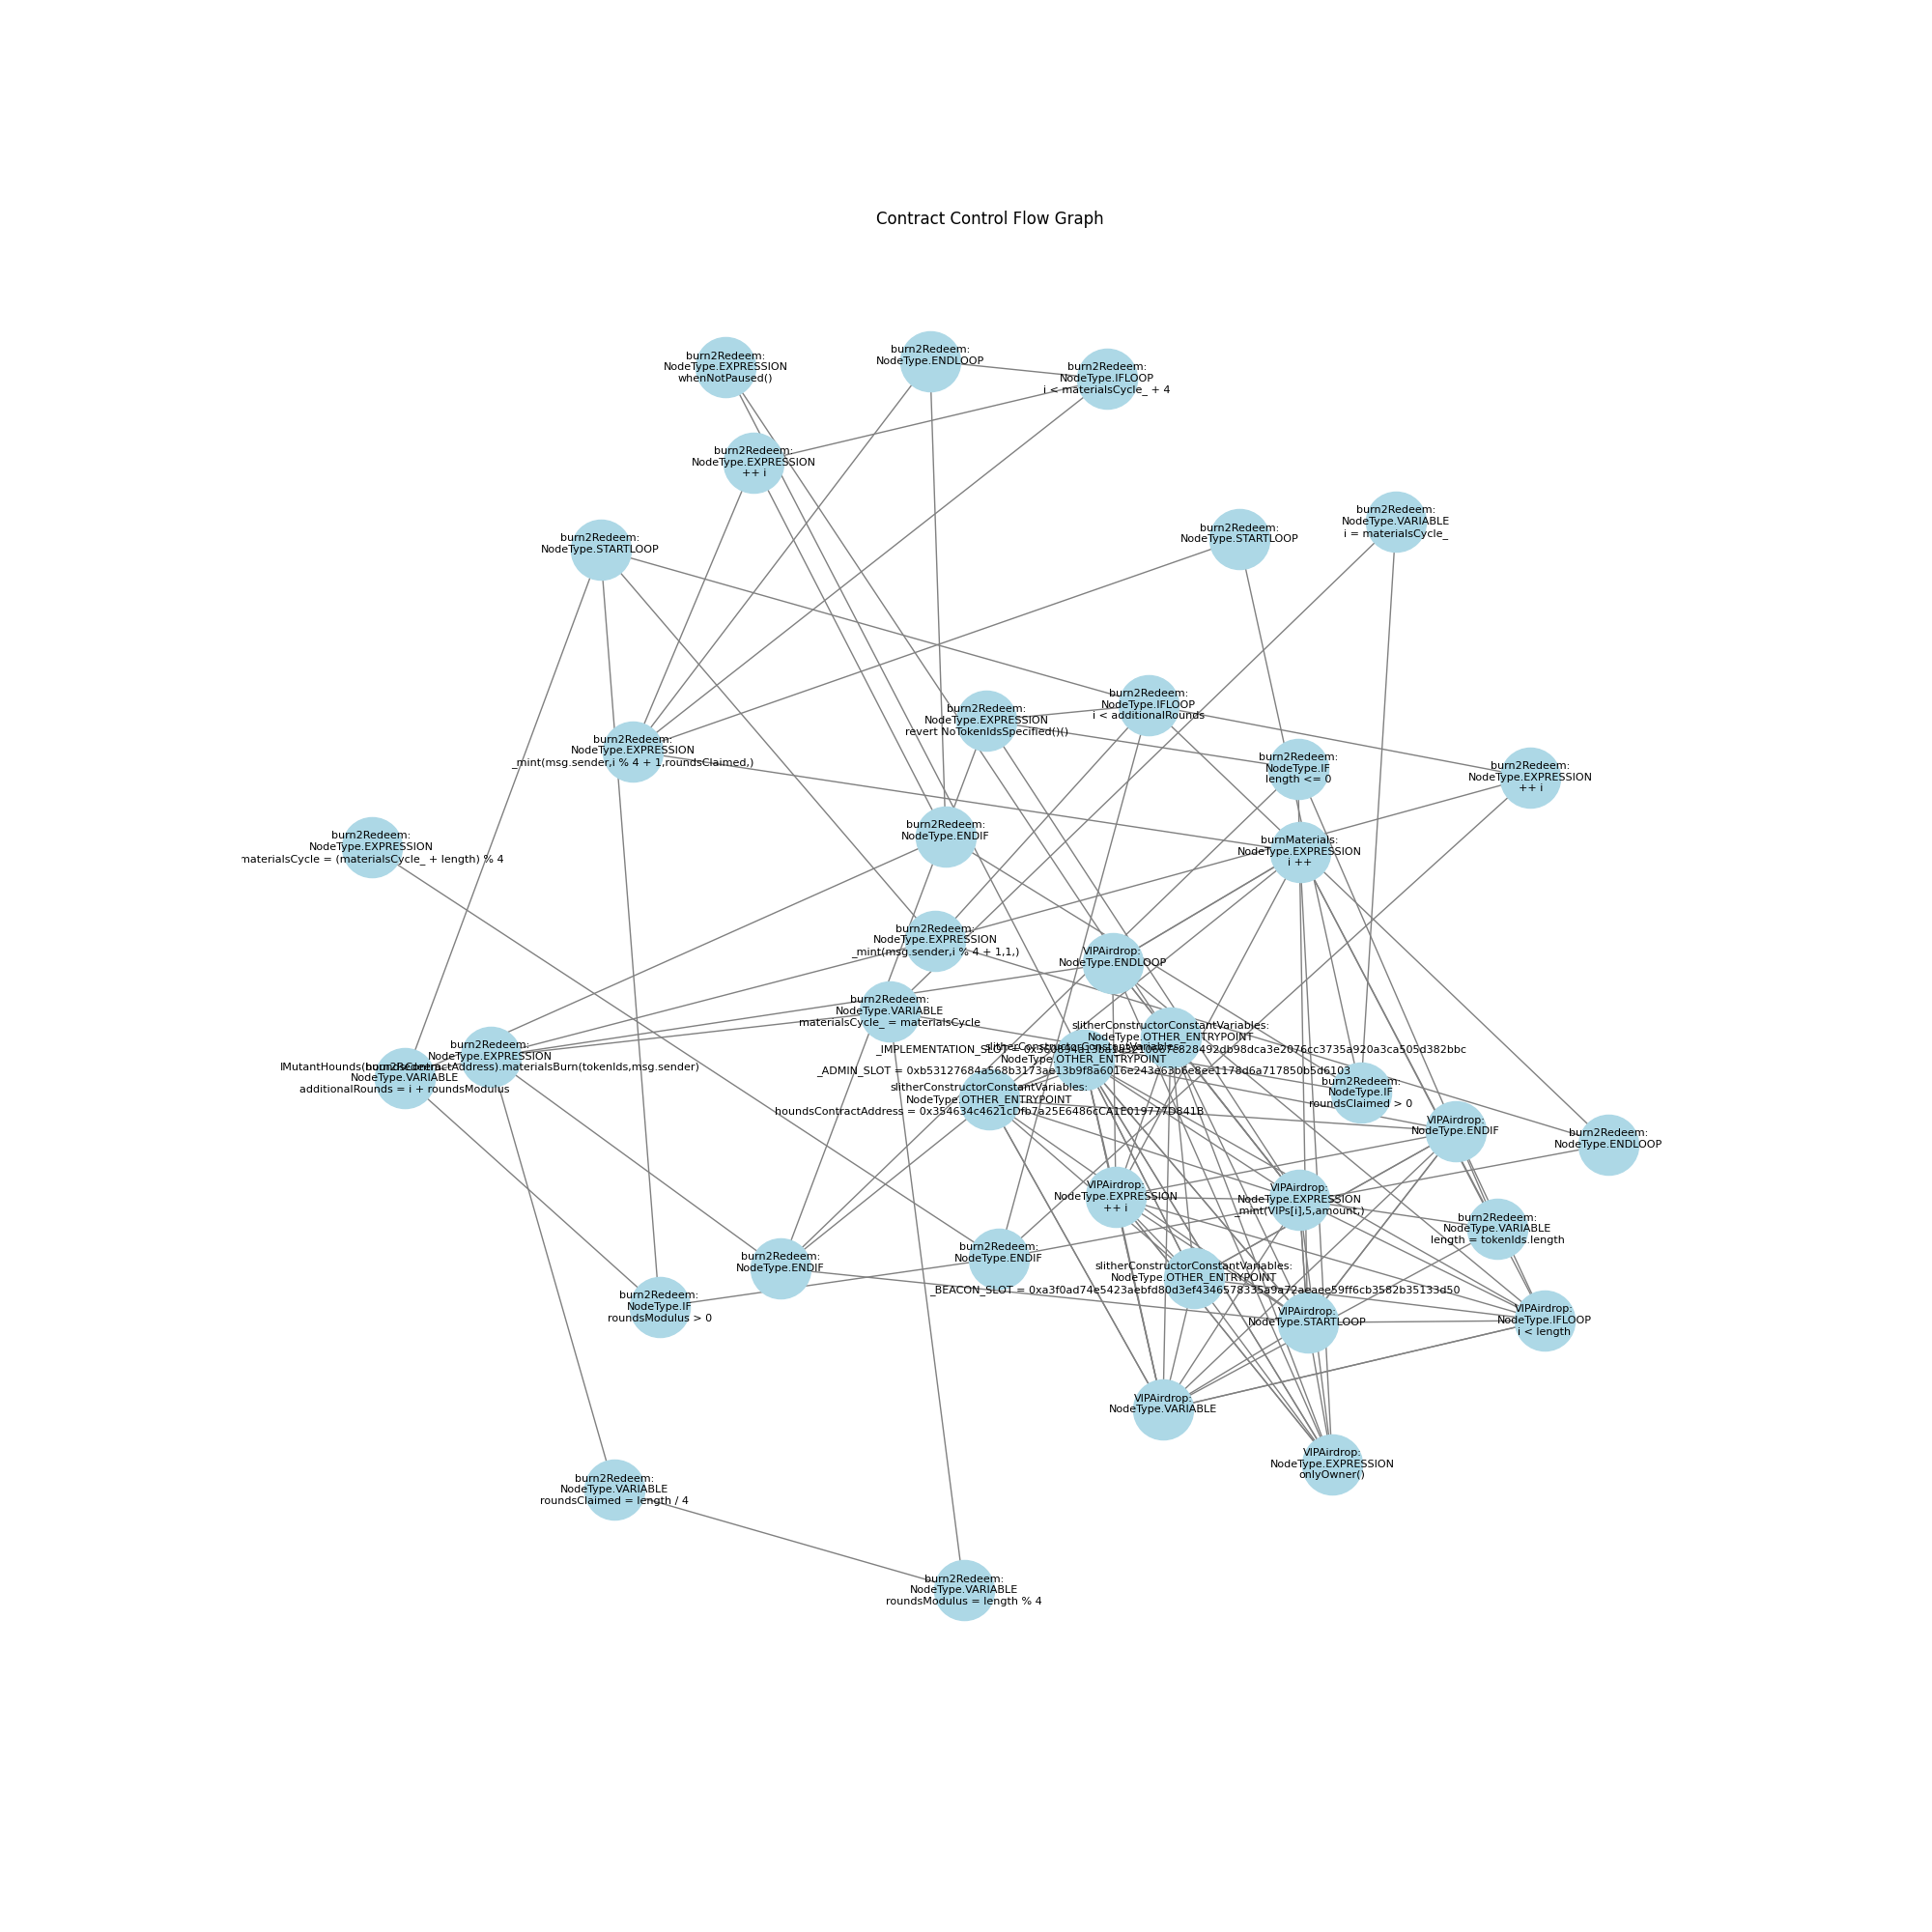 Contract Control Flow Graph
burn2Redeem:
NodeType.EXPRESSION
whenNotPaused()
burn2Redeem:
NodeType.ENDLOOP
burn2Redeem:
NodeType.IFLOOP
i < materialsCycle_ + 4
burn2Redeem:
NodeType.EXPRESSION
++ i
burn2Redeem:
NodeType.STARTLOOP
burn2Redeem:
NodeType.STARTLOOP
burn2Redeem:
NodeType.VARIABLE
i = materialsCycle_
burn2Redeem:
NodeType.EXPRESSION
revert NoTokenIdsSpecified()()
burn2Redeem:
NodeType.IFLOOP
i < additionalRounds
burn2Redeem:
NodeType.EXPRESSION
_mint(msg.sender,i % 4 + 1,roundsClaimed,)
burn2Redeem:
NodeType.IF
length <= 0
burn2Redeem:
NodeType.EXPRESSION
++ i
burn2Redeem:
NodeType.EXPRESSION
materialsCycle = (materialsCycle_ + length) % 4
burn2Redeem:
NodeType.ENDIF
burnMaterials:
NodeType.EXPRESSION
i ++
burn2Redeem:
NodeType.EXPRESSION
_mint(msg.sender,i % 4 + 1,1,)
VIPAirdrop:
NodeType.ENDLOOP
burn2Redeem:
NodeType.VARIABLE
materialsCycle_ = materialsCycle
slitherConstructorConstantVariables:
NodeType.OTHER_ENTRYPOINT
_IMPLEMENTATION_SLOT =
slitherConstructorConstantVariables:
NodeType.OTHER_ENTRYPOINT
_ADMIN_SLOT = 0xb53127684a568b3173ae13b9f8a6016e243e63b6e8ee1178d6a717850b5d6103
burn2Redeem:
NodeType.EXPRESSION
IMutantHounds(houndsContractAddress).materialsBurn(tokenIds,msg.sender)
burn2Redeem:
NodeType.VARIABLE
additionalRounds = i + roundsModulus
slitherConstructorConstantVariables:
NodeType.OTHER_ENTRYPOINT
houndsContractAddress = 0x354634c4621cDfb7a25E6486cCA1E019777D841B
burn2Redeem:
NodeType.IF
roundsClaimed > 0
VIPAirdrop:
NodeType.ENDIF
burn2Redeem:
NodeType.ENDLOOP
VIPAirdrop:
NodeType.EXPRESSION
++ i
VIPAirdrop:
NodeType.EXPRESSION
_mint(VIPs[i],5,amount,)
burn2Redeem:
NodeType.VARIABLE
length = tokenIds.length
burn2Redeem:
NodeType.ENDIF
burn2Redeem:
NodeType.ENDIF
slitherConstructorConstantVariables:
NodeType.OTHER_ENTRYPOINT
_BEACON_SLOT = 0xa3f0ad74e5423aebfd80d3ef4346578335a9a72aeaee59ff6cb3582b35133d50
burn2Redeem:
NodeType.IF
roundsModulus > 0
VIPAirdrop:
NodeType.STARTLOOP
VIPAirdrop:
NodeType.IFLOOP
i < length
VIPAirdrop:
NodeType.VARIABLE
VIPAirdrop:
NodeType.EXPRESSION
onlyOwner()
burn2Redeem:
NodeType.VARIABLE
roundsClaimed = length / 4
burn2Redeem:
NodeType.VARIABLE
roundsModulus = length % 4